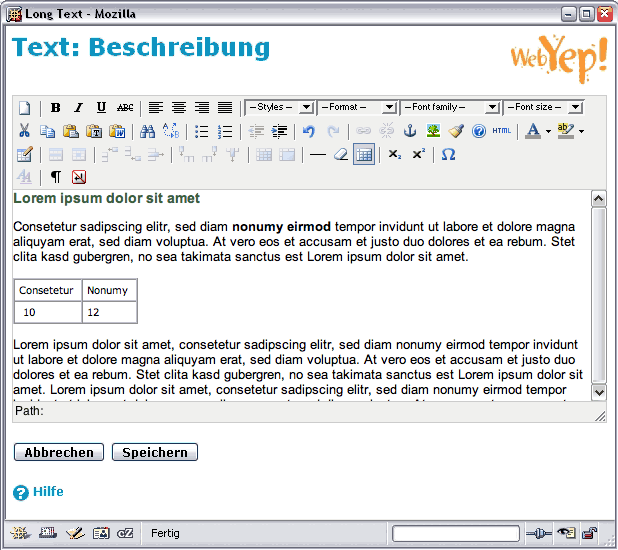 Long Text - Mozilla
Text: Beschreibung
WebYep!
B I U ABC -- Styles -- -- Format -- -- Font family -- -- Font size --
HTML A ab
x₂ x² Ω
A4 ¶
Lorem ipsum dolor sit amet
Consetetur sadipscing elitr, sed diam nonumy eirmod tempor invidunt ut labore et dolore magna
aliquyam erat, sed diam voluptua. At vero eos et accusam et justo duo dolores et ea rebum. Stet
clita kasd gubergren, no sea takimata sanctus est Lorem ipsum dolor sit amet.
Consetetur Nonumy
10 12
Lorem ipsum dolor sit amet, consetetur sadipscing elitr, sed diam nonumy eirmod tempor invidunt
ut labore et dolore magna aliquyam erat, sed diam voluptua. At vero eos et accusam et justo duo
dolores et ea rebum. Stet clita kasd gubergren, no sea takimata sanctus est Lorem ipsum dolor sit
amet. Lorem ipsum dolor sit amet, consetetur sadipscing elitr, sed diam nonumy eirmod tempor
Path:
Abbrechen Speichern
? Hilfe
Fertig